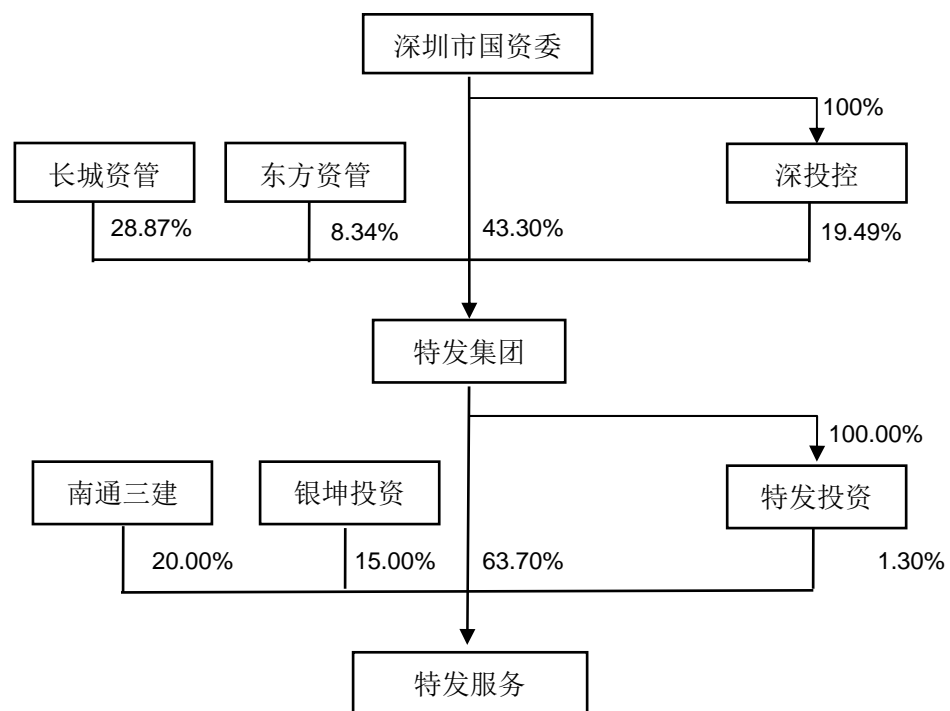 深圳市国资委
100%
长城资管
东方资管
深投控
28.87%
8.34%
43.30%
19.49%
特发集团
100.00%
南通三建
银坤投资
特发投资
20.00%
15.00%
63.70%
1.30%
特发服务